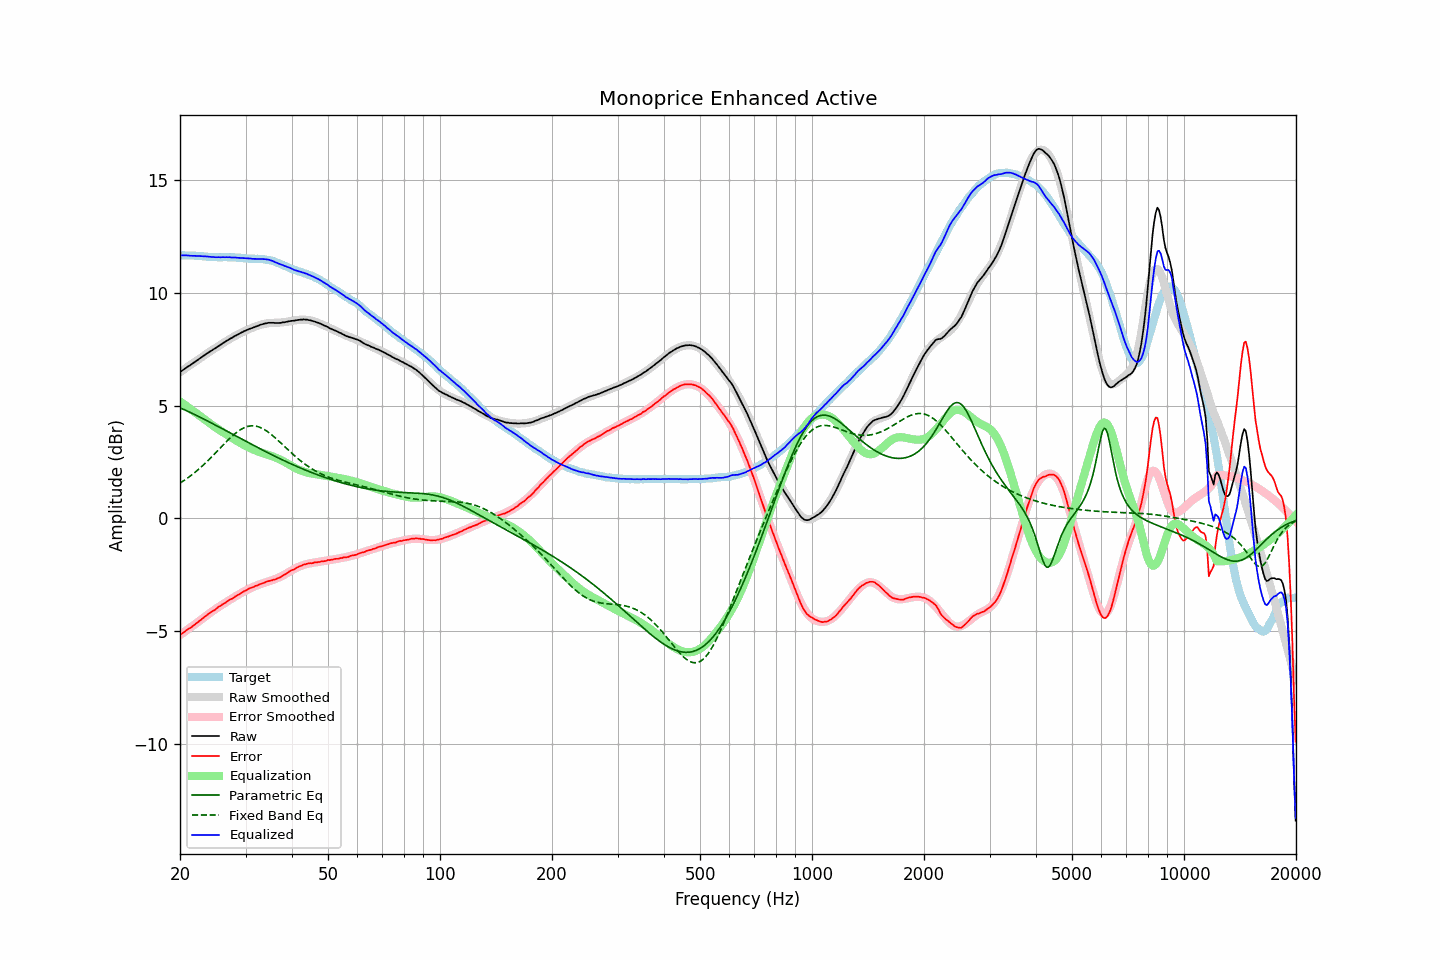 Monoprice Enhanced Active
Amplitude (dBr)
15
10
5
0
−5
−10
Target
Raw Smoothed
Error Smoothed
Raw
Error
Equalization
Parametric Eq
Fixed Band Eq
Equalized
20 50 100 200 500 1000 2000 5000 10000 20000
Frequency (Hz)